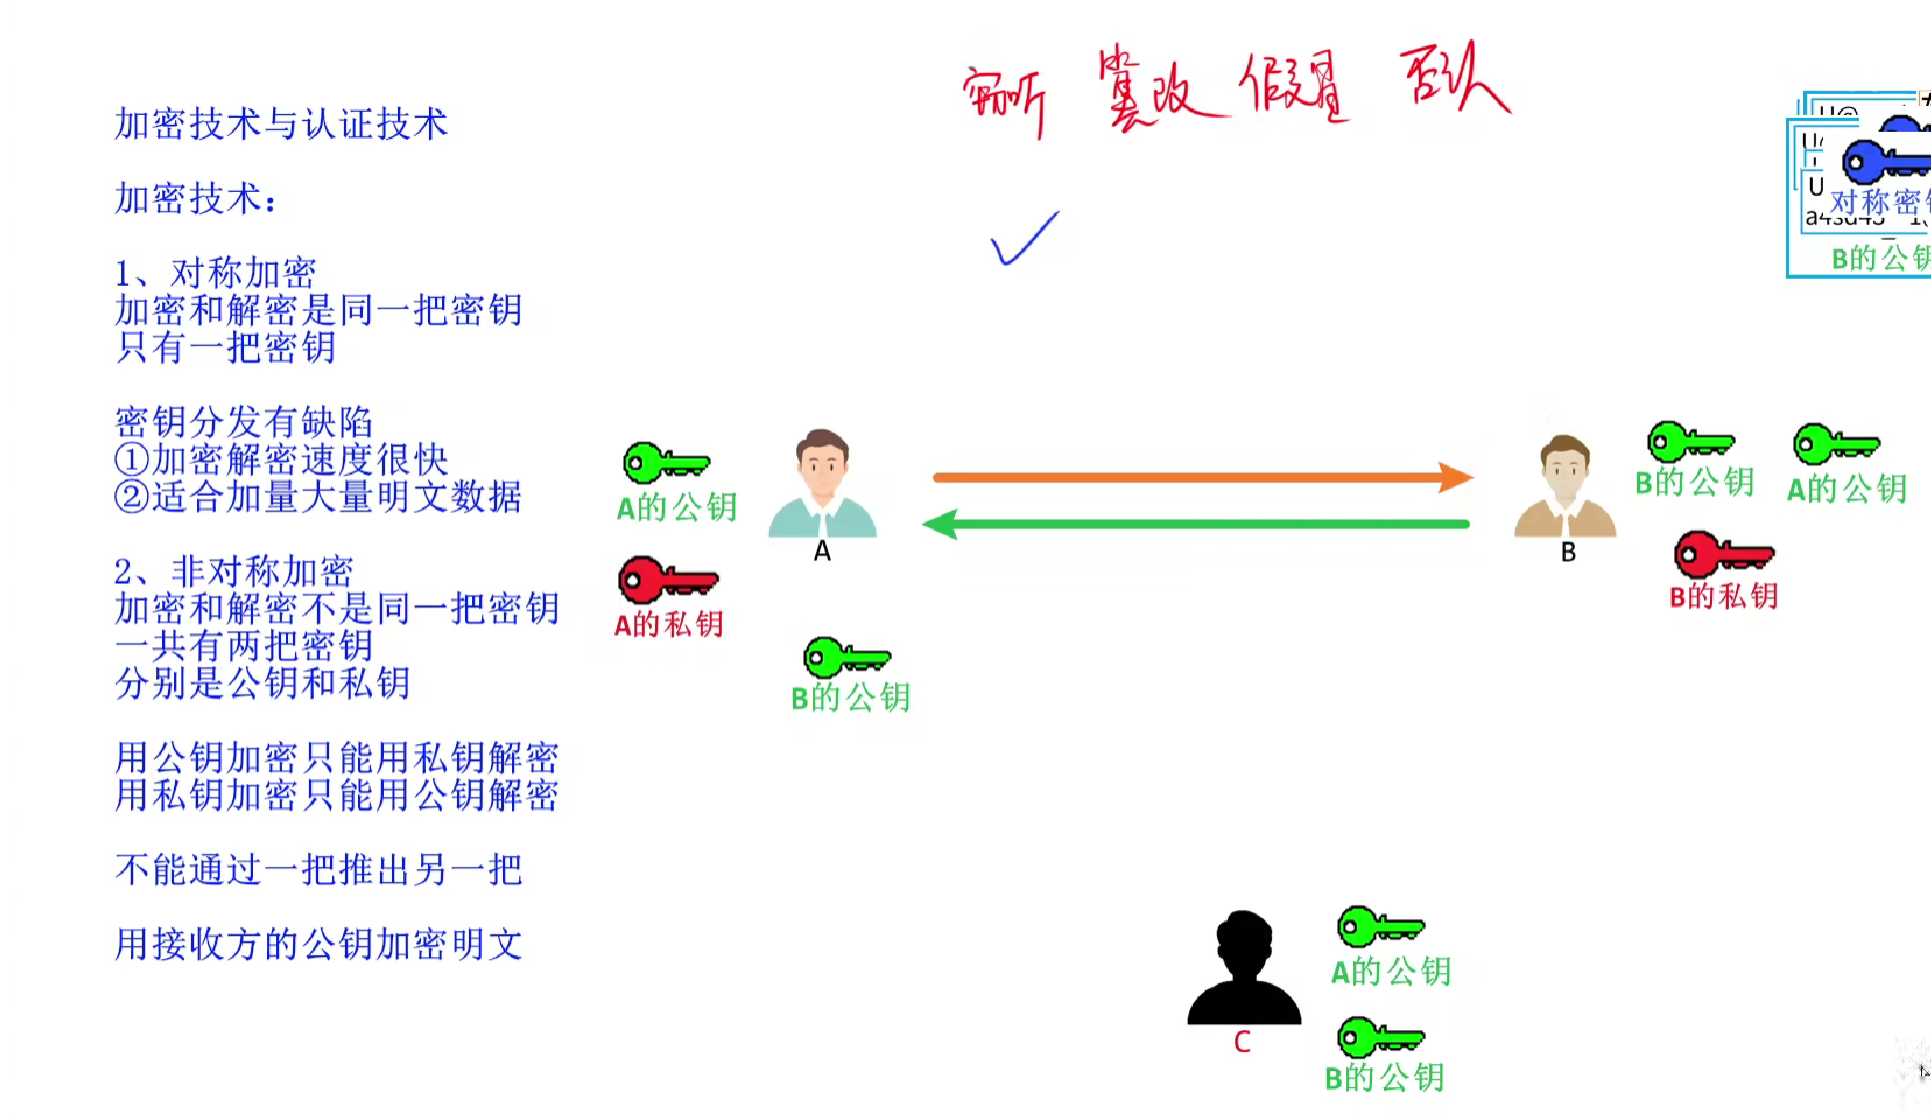 窃听 篡改 假冒 否认
加密技术与认证技术
加密技术：
1、对称加密
加密和解密是同一把密钥
只有一把密钥
密钥分发有缺陷
①加密解密速度很快
②适合加量大量明文数据
2、非对称加密
加密和解密不是同一把密钥
一共有两把密钥
分别是公钥和私钥
用公钥加密只能用私钥解密
用私钥加密只能用公钥解密
不能通过一把推出另一把
用接收方的公钥加密明文
A的公钥
A的私钥
A
B的公钥
B
B的公钥
A的公钥
B的私钥
C
A的公钥
B的公钥
对称密
B的公钥